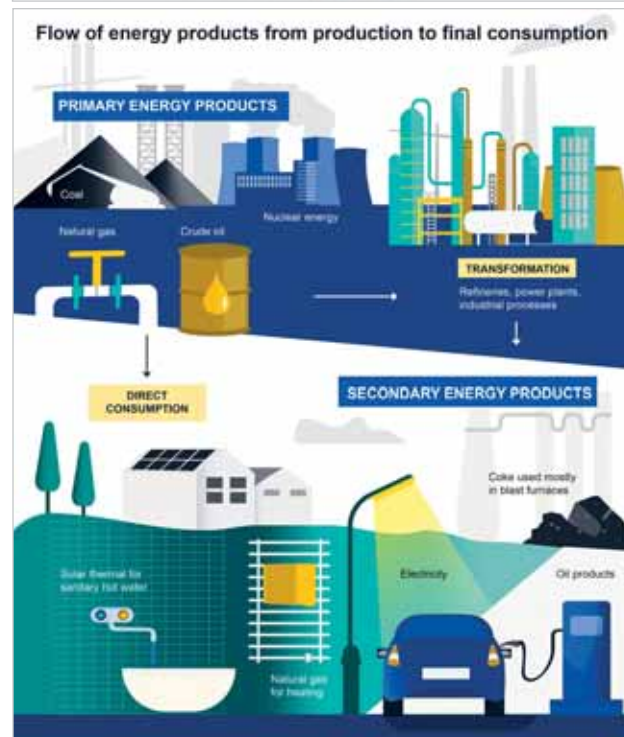 Flow of energy products from production to final consumption
PRIMARY ENERGY PRODUCTS
Coal
Nuclear energy
Natural gas
Crude oil
TRANSFORMATION
Refineries, power plants,
industrial processes
DIRECT
CONSUMPTION
SECONDARY ENERGY PRODUCTS
Coke used mostly
in blast furnaces
Solar thermal for
sanitary hot water
Electricity
Oil products
Natural gas
for heating